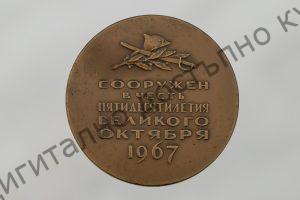 СООРУЖЕН
В ЧЕСТЬ
ПЯТИДЕСЯТИЛЕТИЯ
ВЕЛИКОГО
ОКТЯБРЯ
1967